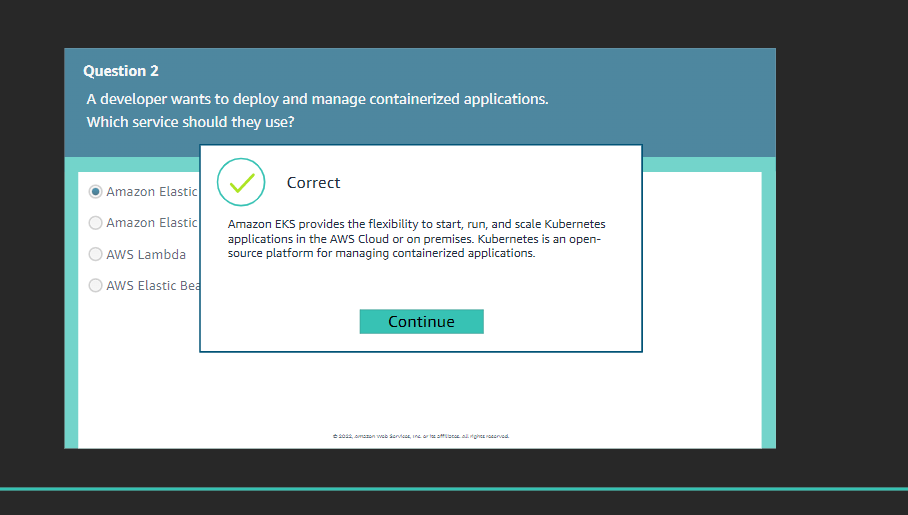 Question 2
A developer wants to deploy and manage containerized applications.
Which service should they use?
Correct
Amazon EKS provides the flexibility to start, run, and scale Kubernetes
applications in the AWS Cloud or on premises. Kubernetes is an open-
source platform for managing containerized applications.
Continue
Amazon Elastic
Amazon Elastic
AWS Lambda
AWS Elastic Bea
© 2022, Amazon Web Services, Inc. or its affiliates. All rights reserved.